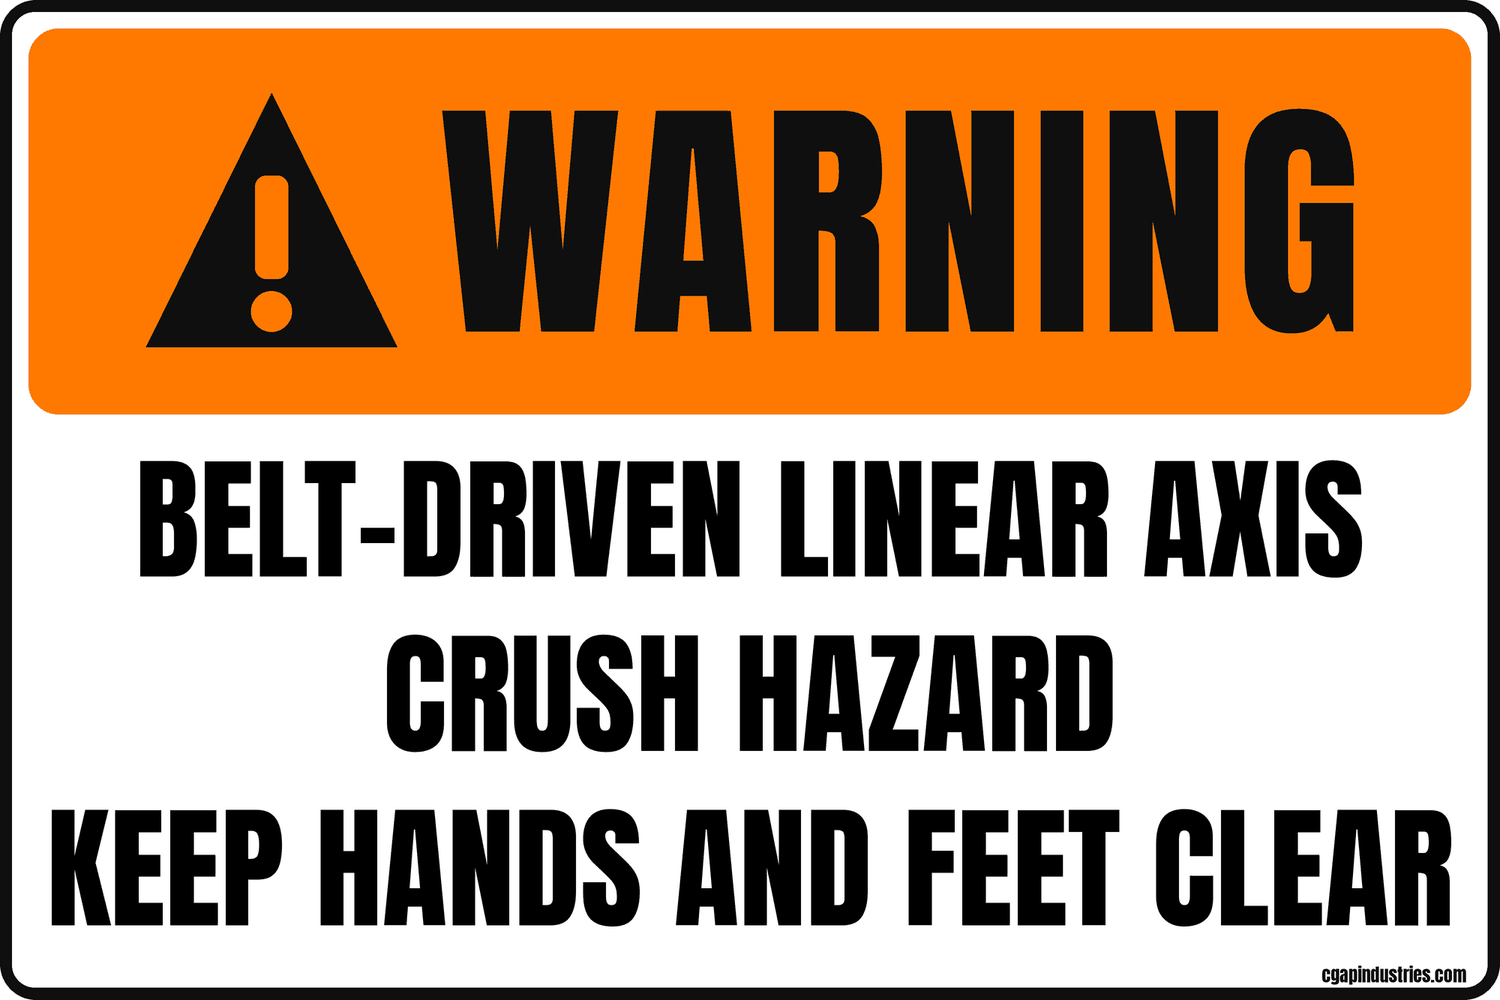 WARNING
BELT-DRIVEN LINEAR AXIS
CRUSH HAZARD
KEEP HANDS AND FEET CLEAR
cgapindustries.com